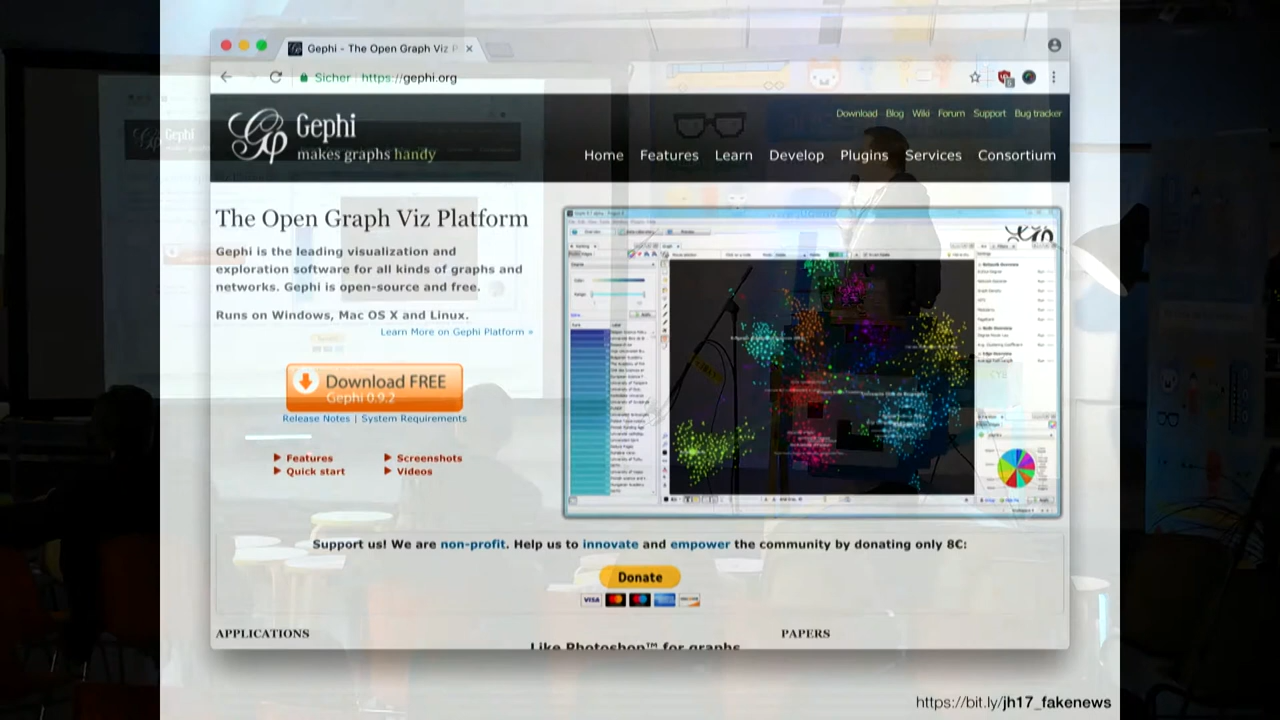 Gephi - The Open Graph Viz P
Sicher https://gephi.org
Download Blog Wiki Forum Support Bug tracker
Gephi
makes graphs handy
Home Features Learn Develop Plugins Services Consortium
The Open Graph Viz Platform
Gephi is the leading visualization and
exploration software for all kinds of graphs and
networks. Gephi is open-source and free.
Runs on Windows, Mac OS X and Linux.
Learn More on Gephi Platform »
Download FREE
Gephi 0.9.2
Release Notes | System Requirements
Features
Screenshots
Quick start
Videos
Support us! We are non-profit. Help us to innovate and empower the community by donating only 8€:
Donate
VISA
APPLICATIONS
Like Photoshop™ for graphs
PAPERS
https://bit.ly/jh17_fakenews